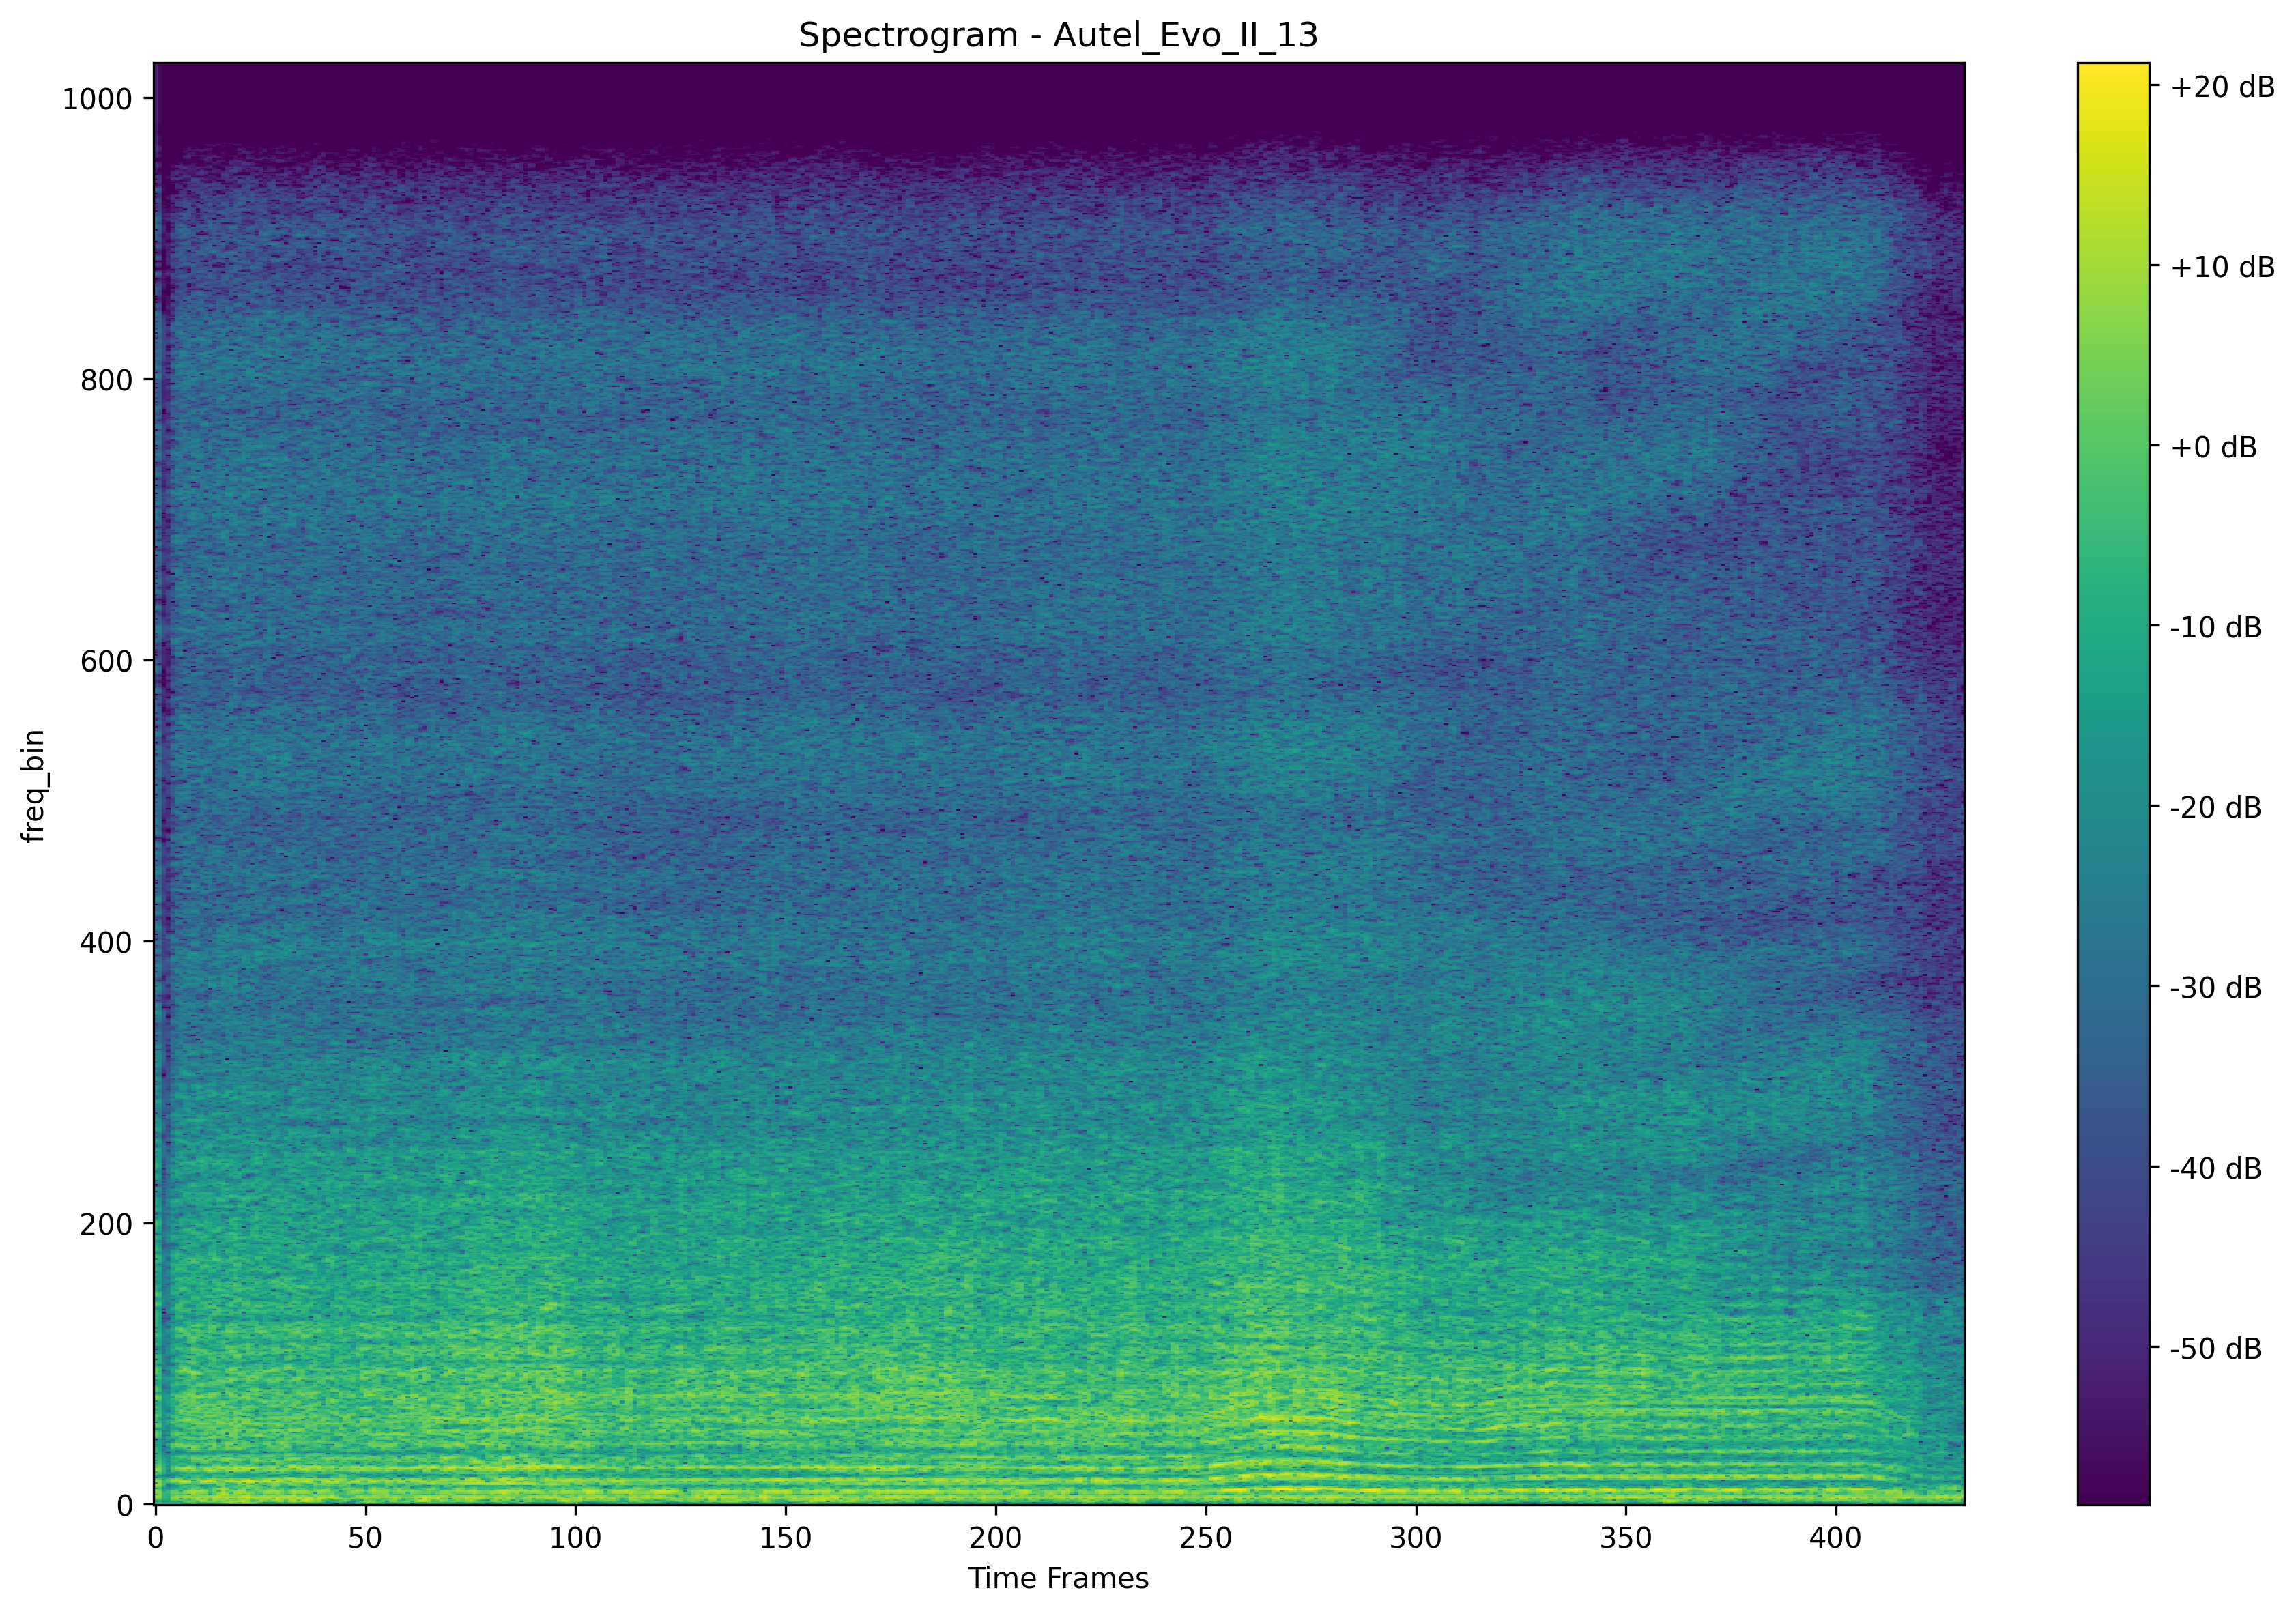 Spectrogram - Autel_Evo_II_13
1000
800
600
400
200
0
freq_bin
0 50 100 150 200 250 300 350 400
Time Frames
+20 dB
+10 dB
+0 dB
-10 dB
-20 dB
-30 dB
-40 dB
-50 dB